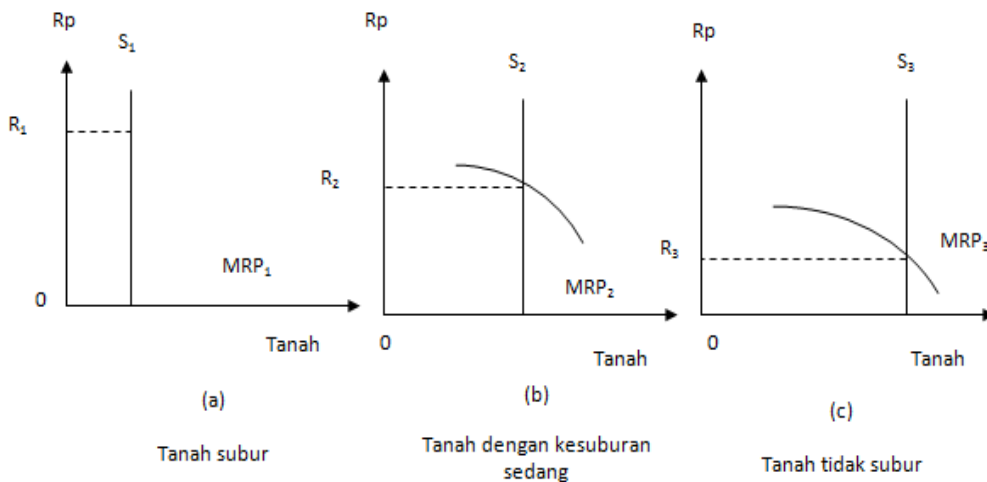 Rp
S₁
R₁
MRP₁
0
Tanah
(a)
Tanah subur
Rp
S₂
R₂
MRP₂
0
Tanah
(b)
Tanah dengan kesuburan
sedang
Rp
S₃
R₃
MRP₃
0
Tanah
(c)
Tanah tidak subur